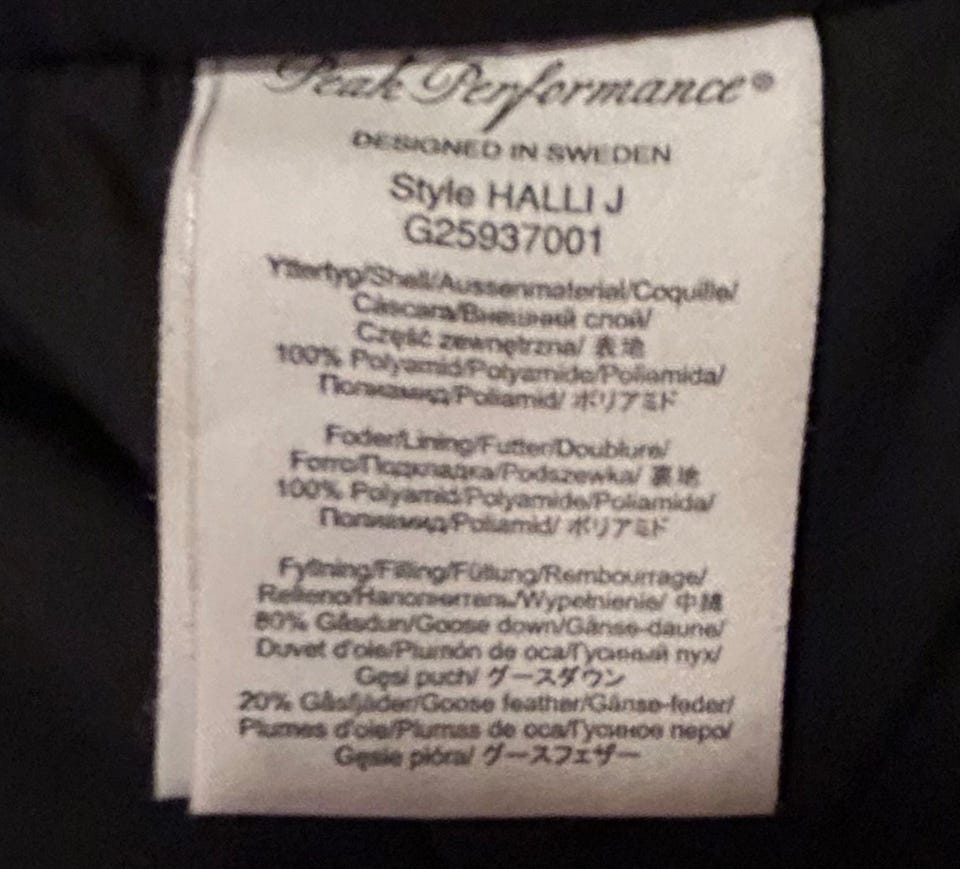 Peak Performance®
DESIGNED IN SWEDEN
Style HALLI J
G25937001
Yttertyg/Shell/Aussenmaterial/Coquille/
Cáscara/Внешний слой/
Część zewnętrzna/ 表地
100% Polyamid/Polyamide/Poliamida/
Полиамид/Poliamid/ ポリアミド
Foder/Lining/Futter/Doublure/
Forro/Подкладка/Podszewka/ 裏地
100% Polyamid/Polyamide/Poliamida/
Полиамид/Poliamid/ ポリアミド
Fyllning/Filling/Füllung/Rembourrage/
Relleno/Наполнитель/Wypełnienie/ 中綿
80% Gåsdun/Goose down/Gänse-daune/
Duvet d'oie/Plumón de oca/Гусиный пух/
Gęsi puch/ グースダウン
20% Gåsfjäder/Goose feather/Gänse-feder/
Plumes d'oie/Plumas de oca/Гусиное перо/
Gęsie pióra/ グースフェザー